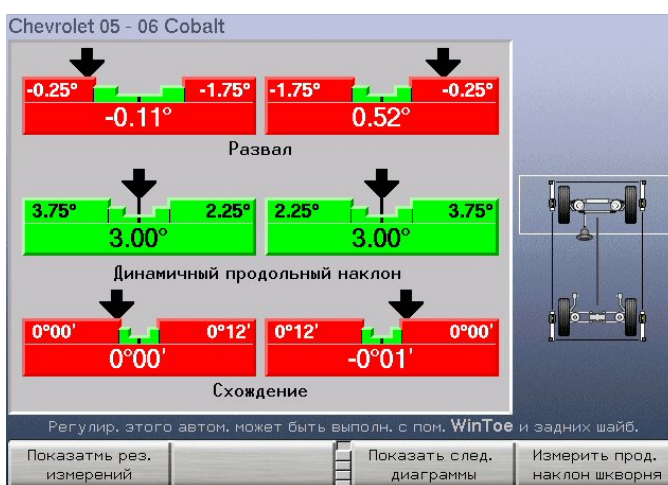 Chevrolet 05 - 06 Cobalt
-0.25° -1.75° -1.75° -0.25°
-0.11° 0.52°
Развал
3.75° 2.25° 2.25° 3.75°
3.00° 3.00°
Динамичный продольный наклон
0°00' 0°12' 0°12' 0°00'
0°00' -0°01'
Схождение
Регулир. этого автом. может быть выполн. с пом. WinToe и задних шайб.
Показатмь рез. Показать след. Измерить прод.
измерений диаграммы наклон шкворня